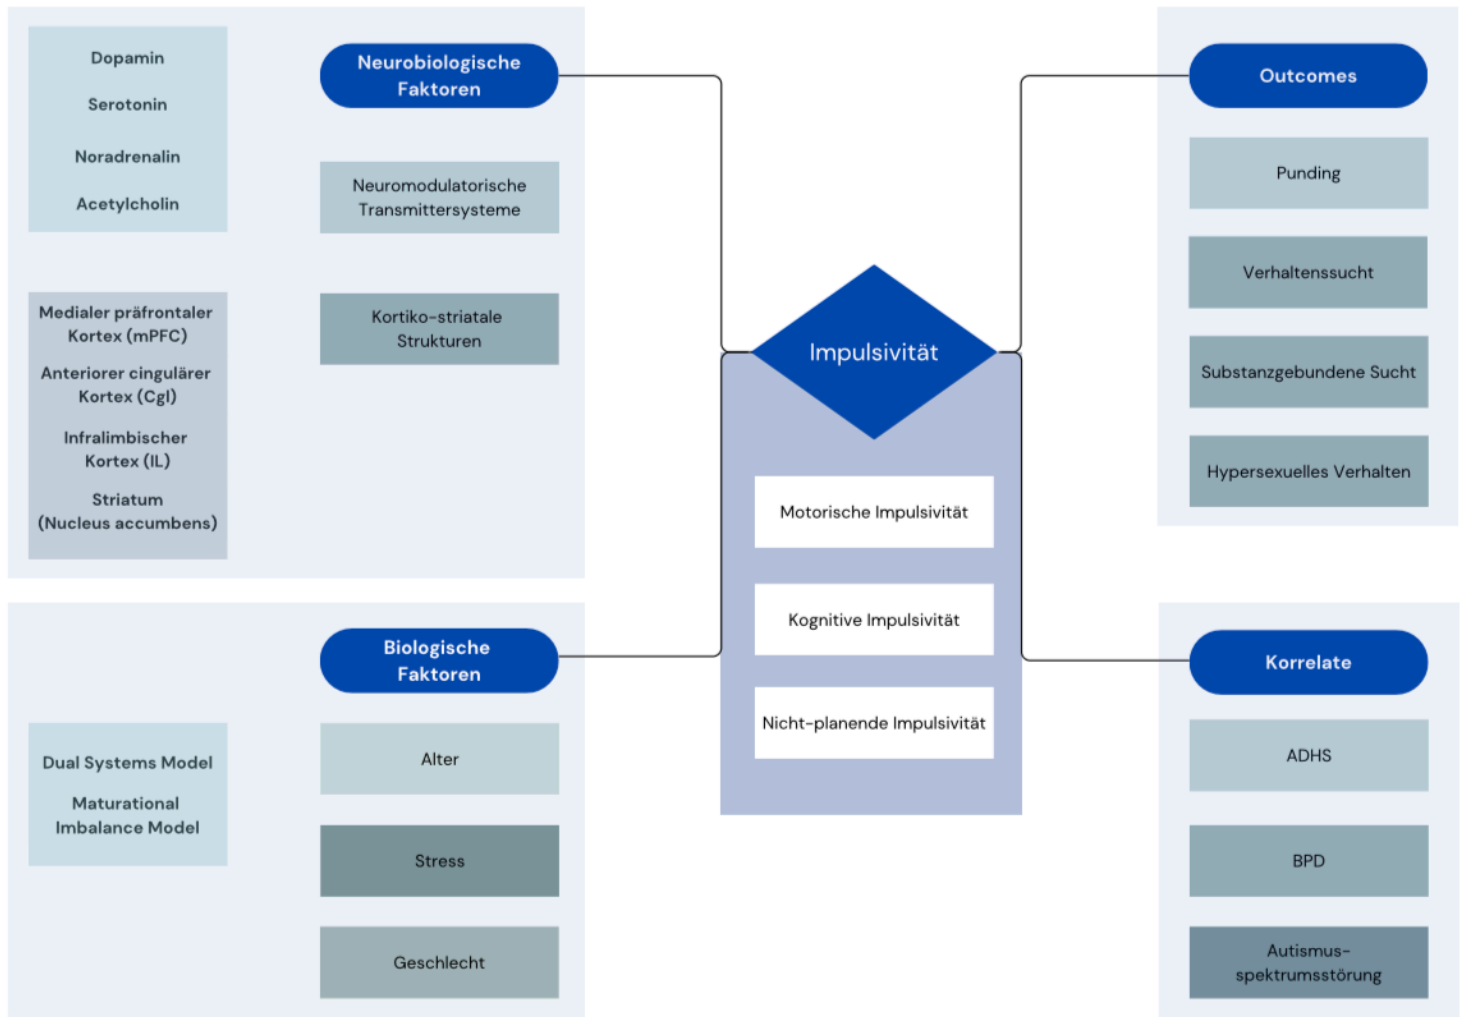 Dopamin
Serotonin
Noradrenalin
Acetylcholin
Neurobiologische
Faktoren
Neuromodulatorische
Transmittersysteme
Medialer präfrontaler
Kortex (mPFC)
Anteriorer cingulärer
Kortex (CgI)
Infralimbischer
Kortex (IL)
Striatum
(Nucleus accumbens)
Kortiko-striatale
Strukturen
Biologische
Faktoren
Dual Systems Model
Maturational
Imbalance Model
Alter
Stress
Geschlecht
Impulsivität
Motorische Impulsivität
Kognitive Impulsivität
Nicht-planende Impulsivität
Outcomes
Punding
Verhaltenssucht
Substanzgebundene Sucht
Hypersexuelles Verhalten
Korrelate
ADHS
BPD
Autismus-
spektrumsstörung